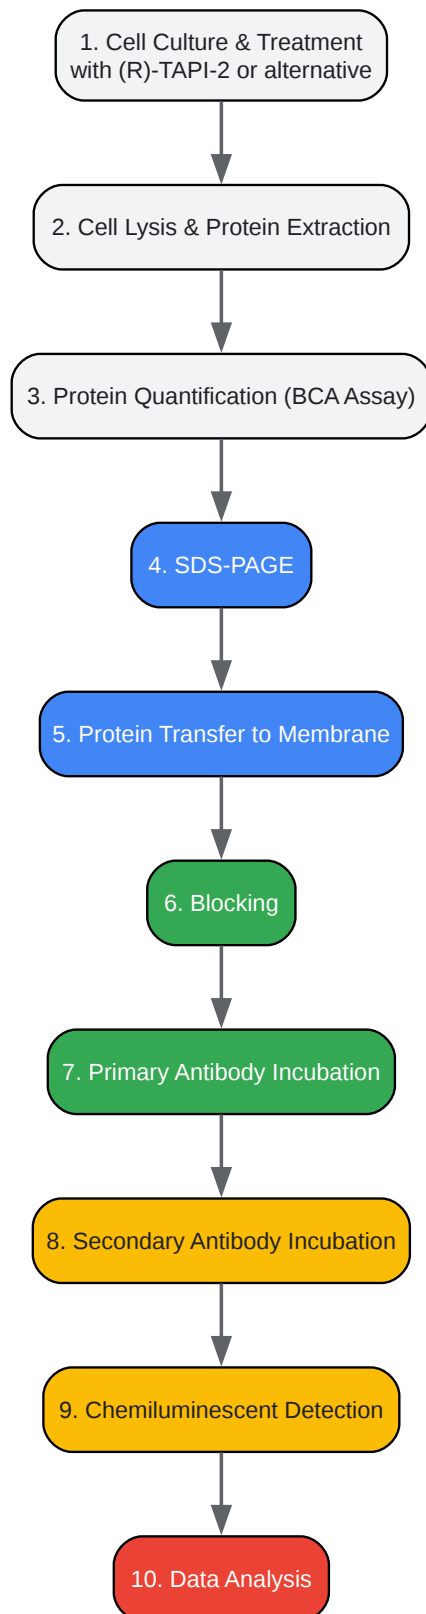 1. Cell Culture & Treatment
with (R)-TAPI-2 or alternative
2. Cell Lysis & Protein Extraction
3. Protein Quantification (BCA Assay)
4. SDS-PAGE
5. Protein Transfer to Membrane
6. Blocking
7. Primary Antibody Incubation
8. Secondary Antibody Incubation
9. Chemiluminescent Detection
10. Data Analysis